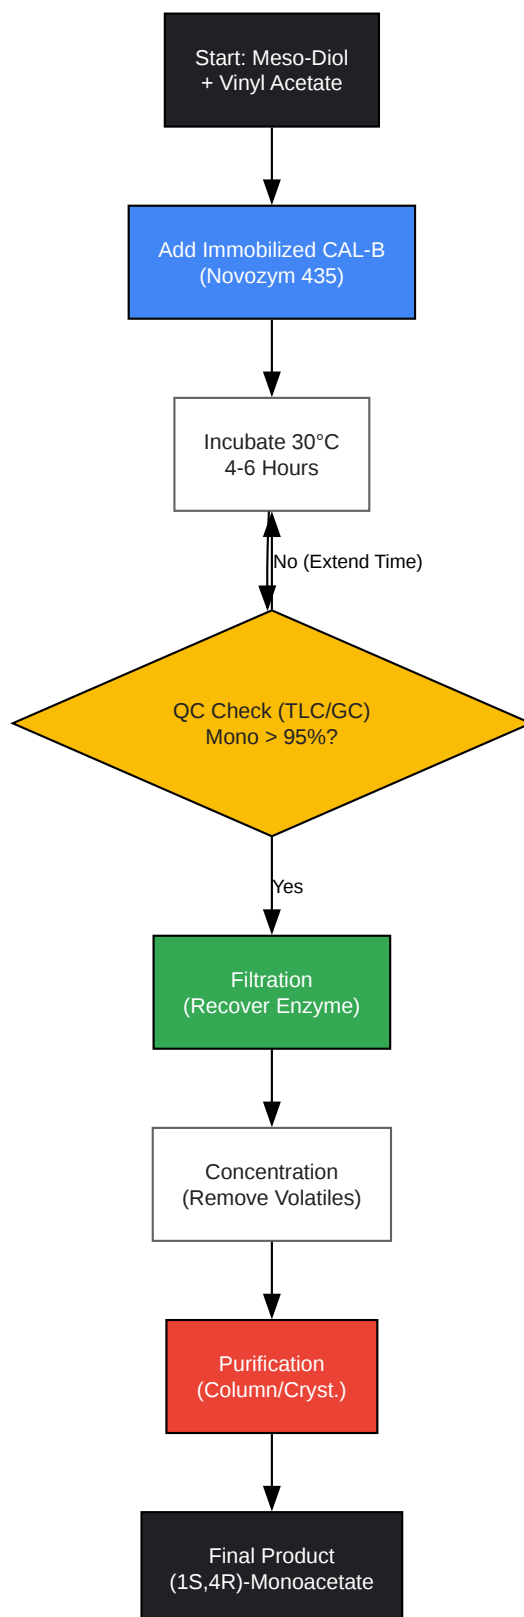 Start: Meso-Diol
+ Vinyl Acetate
Add Immobilized CAL-B
(Novozym 435)
Incubate 30°C
4-6 Hours
No (Extend Time)
QC Check (TLC/GC)
Mono > 95%?
Yes
Filtration
(Recover Enzyme)
Concentration
(Remove Volatiles)
Purification
(Column/Cryst.)
Final Product
(1S,4R)-Monoacetate